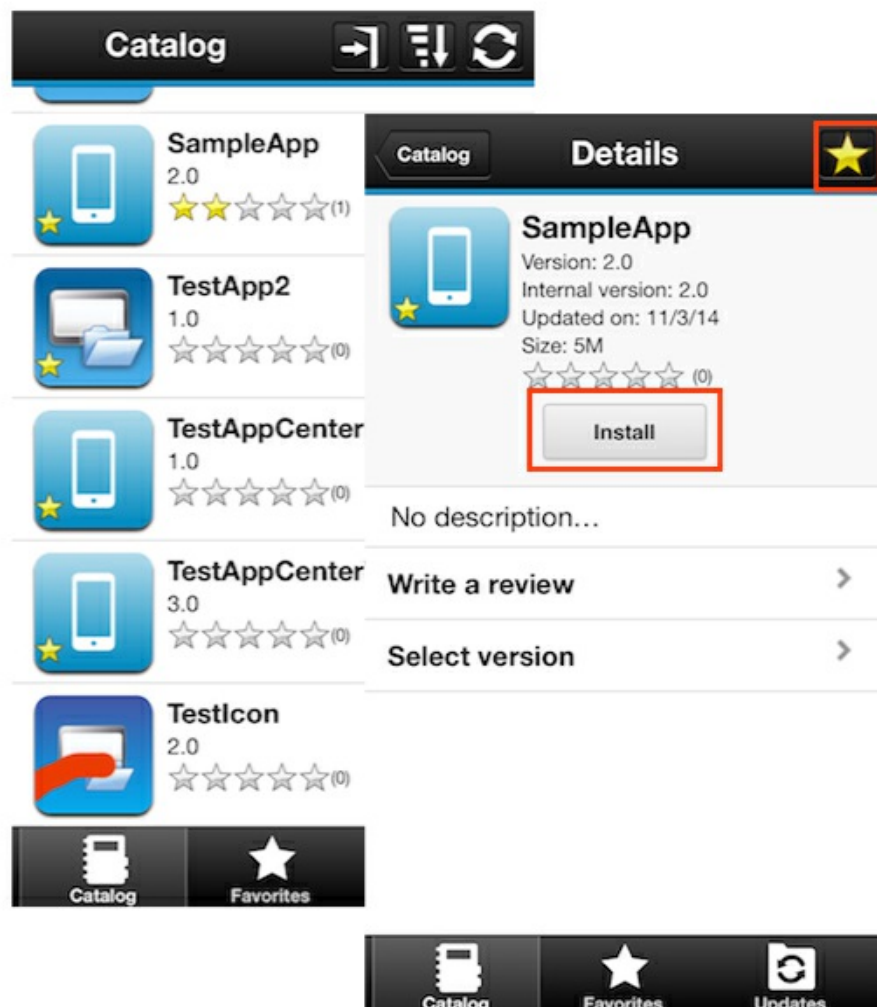 Catalog
SampleApp
2.0
(1)
TestApp2
1.0
(0)
TestAppCenter
1.0
(0)
TestAppCenter
3.0
(0)
TestIcon
2.0
(0)
Catalog
Favorites
Catalog
Details
SampleApp
Version: 2.0
Internal version: 2.0
Updated on: 11/3/14
Size: 5M
(0)
Install
No description...
Write a review
Select version
Catalog
Favorites
Updates